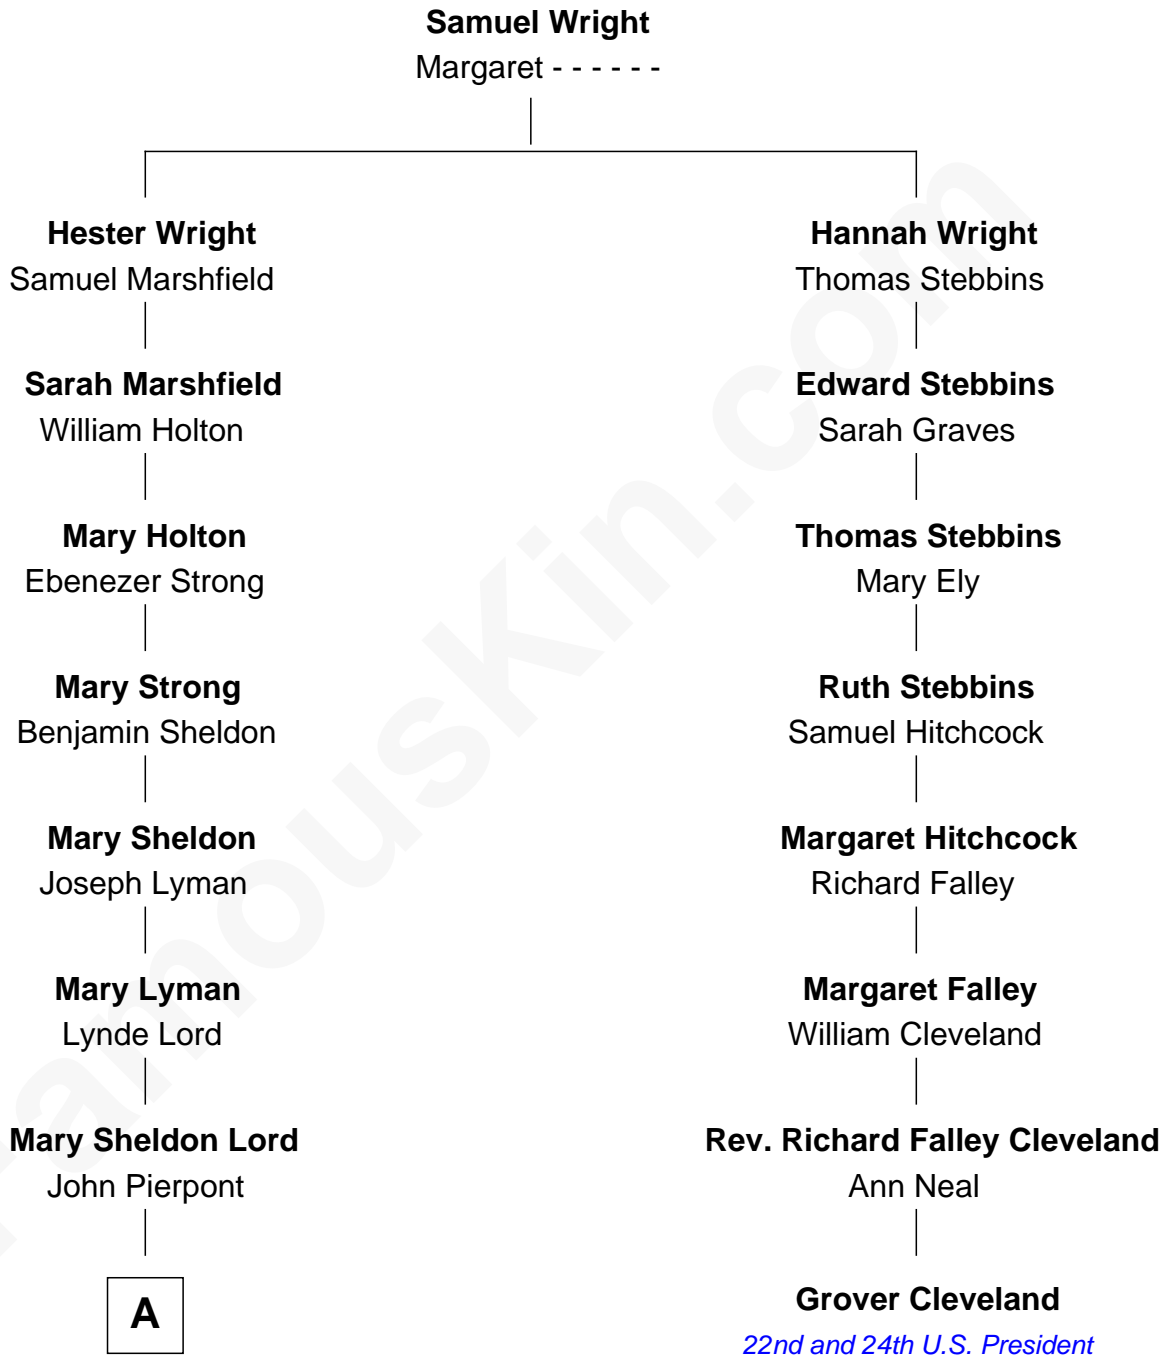 Samuel Wright
Margaret - - - - - -
Hester Wright
Samuel Marshfield
Hannah Wright
Thomas Stebbins
Sarah Marshfield
William Holton
Edward Stebbins
Sarah Graves
Mary Holton
Ebenezer Strong
Thomas Stebbins
Mary Ely
Mary Strong
Benjamin Sheldon
Ruth Stebbins
Samuel Hitchcock
Mary Sheldon
Joseph Lyman
Margaret Hitchcock
Richard Falley
Mary Lyman
Lynde Lord
Margaret Falley
William Cleveland
Mary Sheldon Lord
John Pierpont
Rev. Richard Falley Cleveland
Ann Neal
A
Grover Cleveland
22nd and 24th U.S. President
FamousKin.com